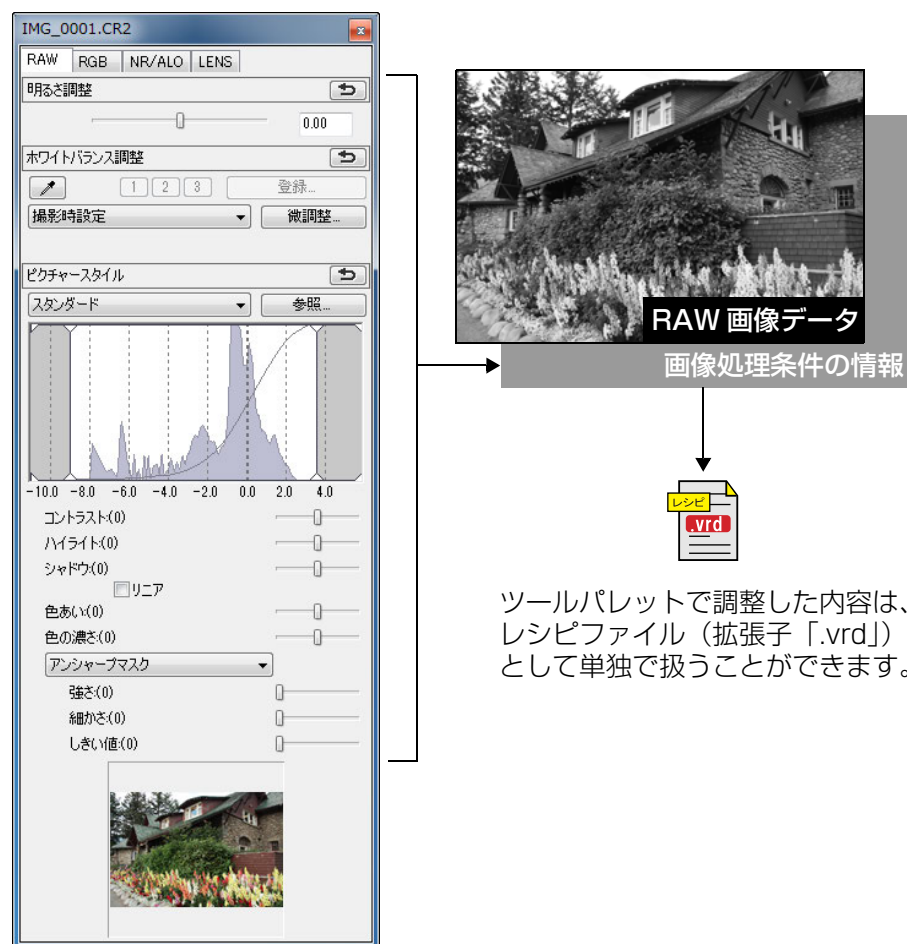 IMG_0001.CR2
RAW RGB NR/ALO LENS
明るさ調整
0.00
ホワイトバランス調整
1 2 3 登録...
撮影時設定 微調整...
ピクチャースタイル
スタンダード 参照...
-10.0 -8.0 -6.0 -4.0 -2.0 0.0 2.0 4.0
コントラスト:(0)
ハイライト:(0)
シャドウ:(0)
リニア
色あい:(0)
色の濃さ:(0)
アンシャープマスク
強さ:(0)
細かさ:(0)
しきい値:(0)
RAW 画像データ
画像処理条件の情報
レシピ
.vrd
ツールパレットで調整した内容は、
レシピファイル（拡張子「.vrd」）
として単独で扱うことができます。